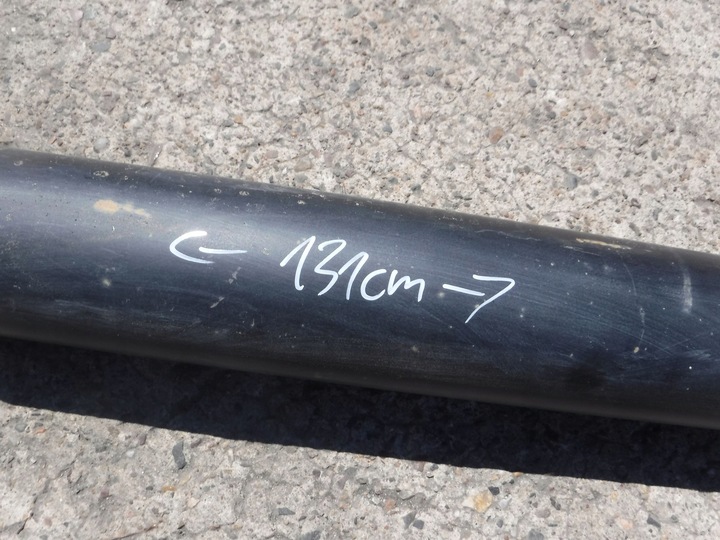 ← 131cm →